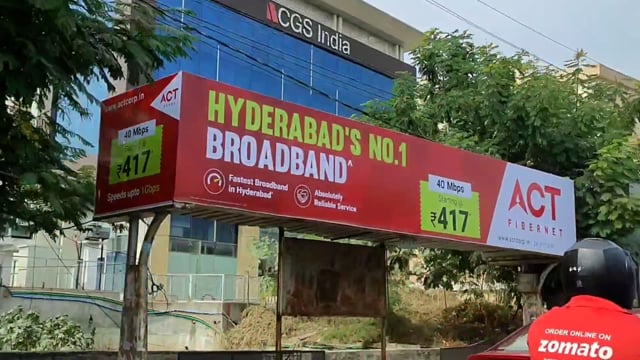 CGS India
www.actcorp.in
ACT
40 Mbps
₹417
Speeds upto 1Gbps
HYDERABAD'S NO.1
BROADBAND^
Fastest Broadband
in Hyderabad*
Absolutely
Reliable Service
40 Mbps
Starting @
₹417
ACT
FIBERNET
ORDER ONLINE ON
zomato